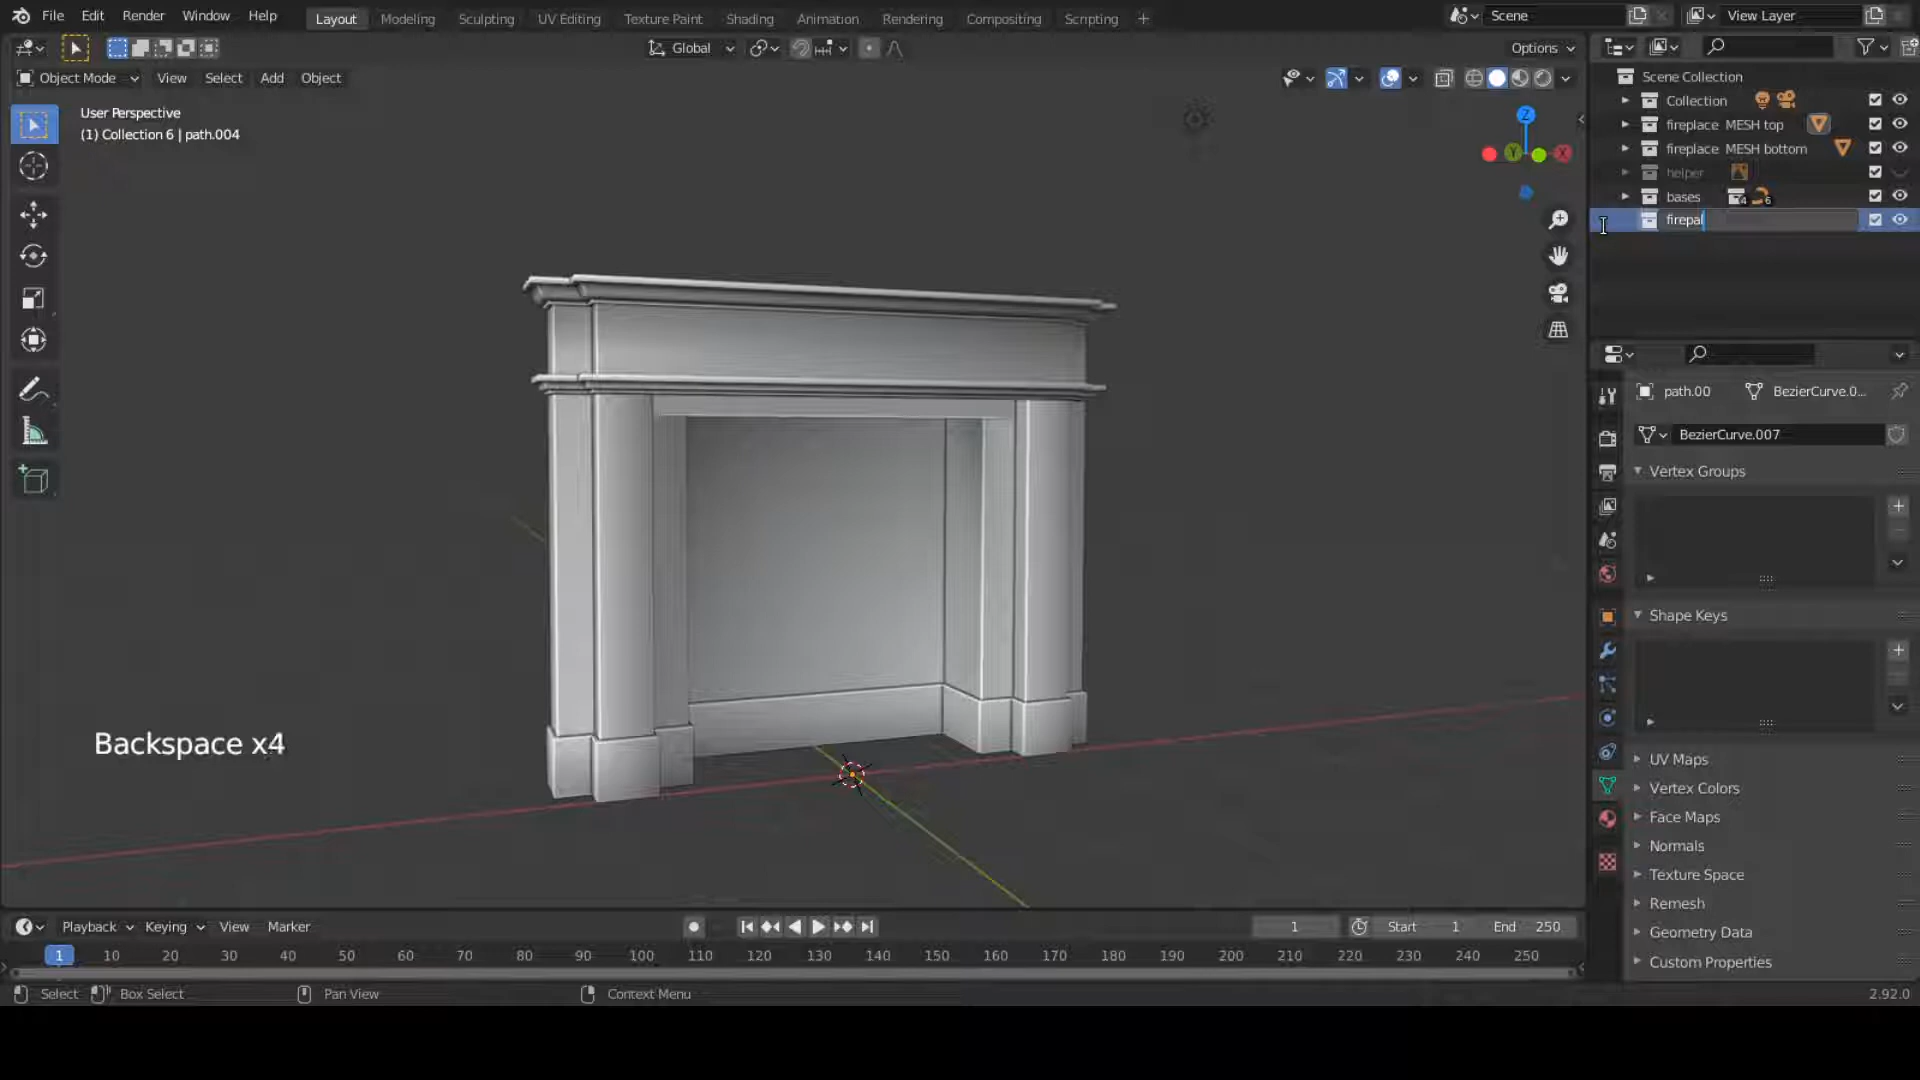 File Edit Render Window Help Layout Modeling Sculpting UV Editing Texture Paint Shading Animation Rendering Compositing Scripting + Scene View Layer
Global Options
Object Mode View Select Add Object
User Perspective
(1) Collection 6 | path.004
Z
Y X
Scene Collection
Collection
fireplace MESH top
fireplace MESH bottom
helper
bases 4 6
firepal
path.00 BezierCurve.0...
BezierCurve.007
Vertex Groups
Shape Keys
UV Maps
Vertex Colors
Face Maps
Normals
Texture Space
Remesh
Geometry Data
Custom Properties
Backspace x4
Playback Keying View Marker 1 Start 1 End 250
1 10 20 30 40 50 60 70 80 90 100 110 120 130 140 150 160 170 180 190 200 210 220 230 240 250
Select Box Select Pan View Context Menu 2.92.0